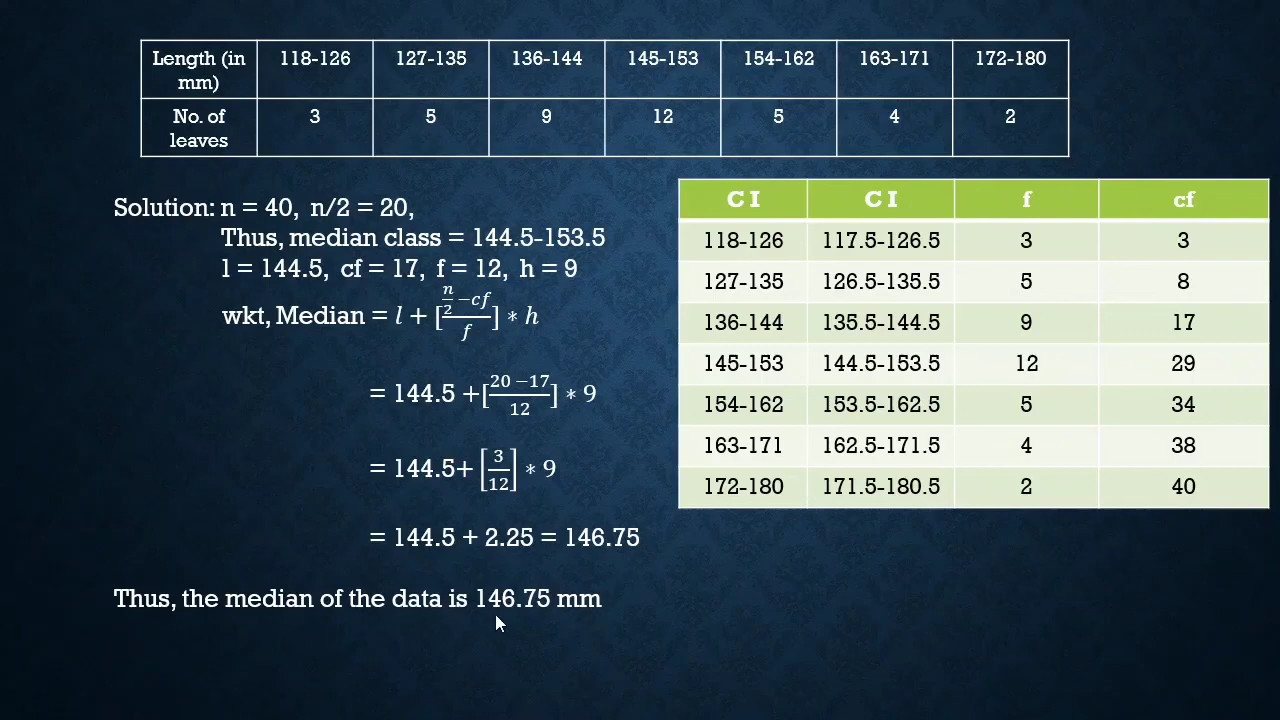 Length (in mm) 118-126 127-135 136-144 145-153 154-162 163-171 172-180
No. of leaves 3 5 9 12 5 4 2
Solution: n = 40, n/2 = 20,
Thus, median class = 144.5-153.5
l = 144.5, cf = 17, f = 12, h = 9
wkt, Median = l + [(n/2 − cf)/f] ∗ h
= 144.5 +[(20 −17)/12] ∗ 9
= 144.5+ [3/12] ∗ 9
= 144.5 + 2.25 = 146.75
Thus, the median of the data is 146.75 mm
C I C I f cf
118-126 117.5-126.5 3 3
127-135 126.5-135.5 5 8
136-144 135.5-144.5 9 17
145-153 144.5-153.5 12 29
154-162 153.5-162.5 5 34
163-171 162.5-171.5 4 38
172-180 171.5-180.5 2 40